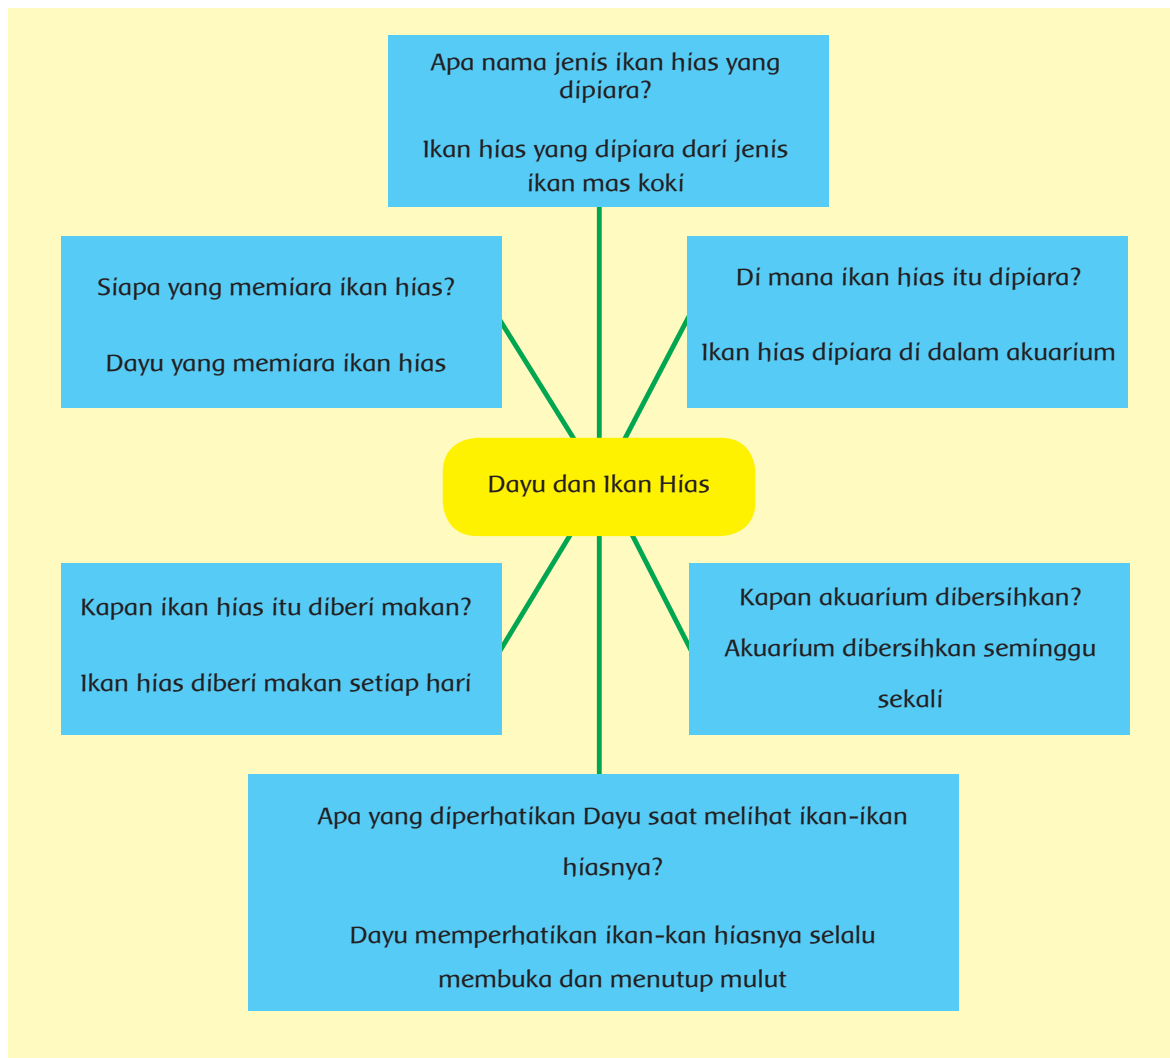 Apa nama jenis ikan hias yang
dipiara?
Ikan hias yang dipiara dari jenis
ikan mas koki
Siapa yang memiara ikan hias?
Dayu yang memiara ikan hias
Di mana ikan hias itu dipiara?
Ikan hias dipiara di dalam akuarium
Dayu dan Ikan Hias
Kapan ikan hias itu diberi makan?
Ikan hias diberi makan setiap hari
Kapan akuarium dibersihkan?
Akuarium dibersihkan seminggu
sekali
Apa yang diperhatikan Dayu saat melihat ikan-ikan
hiasnya?
Dayu memperhatikan ikan-kan hiasnya selalu
membuka dan menutup mulut